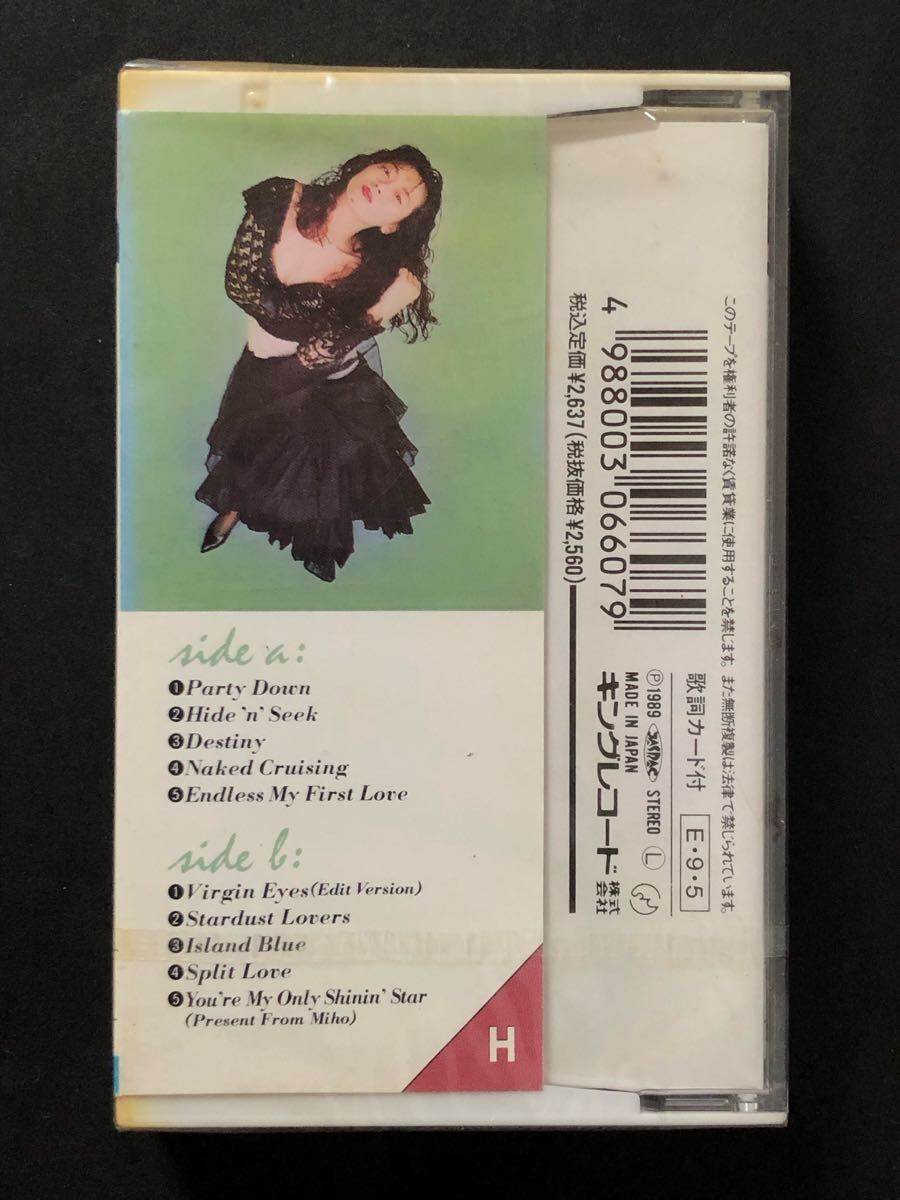 side a:
❶Party Down
❷Hide 'n' Seek
❸Destiny
❹Naked Cruising
❺Endless My First Love
side b:
❶Virgin Eyes(Edit Version)
❷Stardust Lovers
❸Island Blue
❹Split Love
❺You're My Only Shinin' Star
(Present From Miho)
H
このテープを権利者の許諾なく賃貸業に使用することを禁じます。また無断複製は法律で禁じられています。
歌詞カード付 E・9・5
4 988003 066079
Ⓟ1989 JASRAC STEREO Ⓛ
MADE IN JAPAN
キングレコード株式会社
税込定価¥2,637(税抜価格¥2,560)